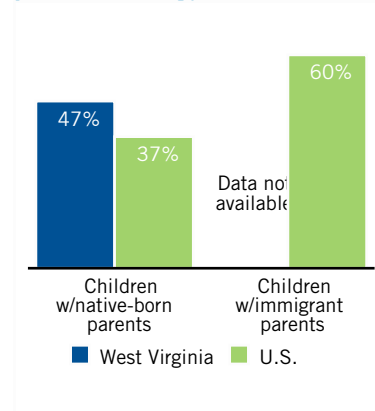 60%
47%
37%
Data not
available
Children
w/native-born
parents
Children
w/immigrant
parents
West Virginia
U.S.